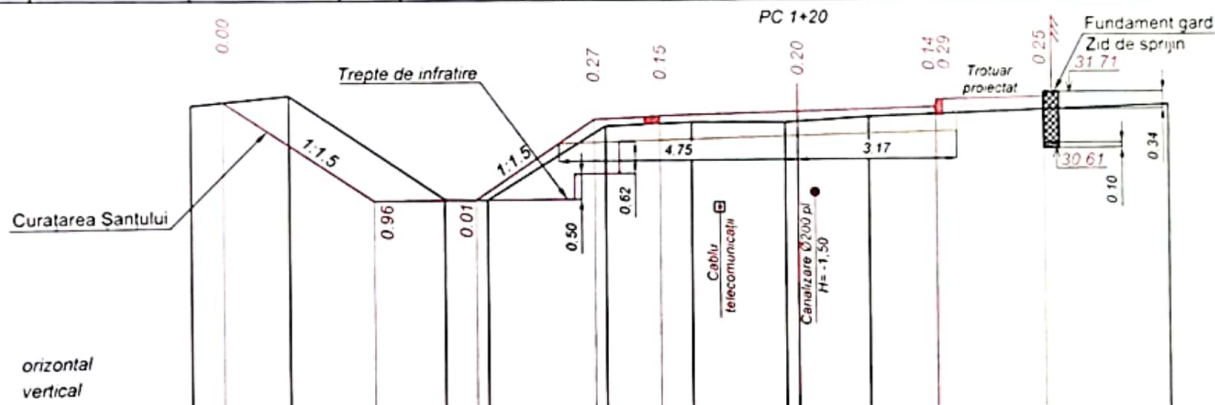 PC 1+20
Fundament gard
Zid de sprijin
0.00
0.27
0.15
0.20
0.14
0.29
0.25
31.71
Trepte de infratire
Trotuar
proiectat
1:1.5
1:1.5
4.75
3.17
0.34
30.61
0.10
Curatarea Santului
0.96
0.01
0.50
0.62
Cablu
telecomunicații
Canalizare Ø200 pl
H= -1,50
orizontal
vertical